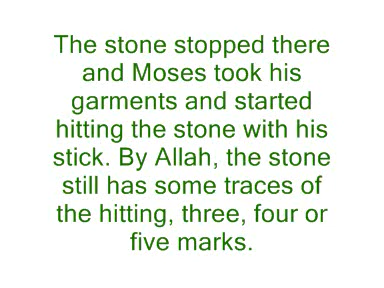 The stone stopped there
and Moses took his
garments and started
hitting the stone with his
stick. By Allah, the stone
still has some traces of
the hitting, three, four or
five marks.